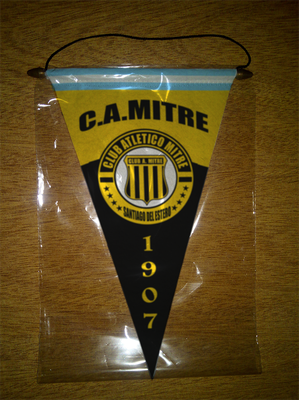 C.A.MITRE
CLUB ATLETICO MITRE
CLUB A. MITRE
SANTIAGO DEL ESTERO
1907